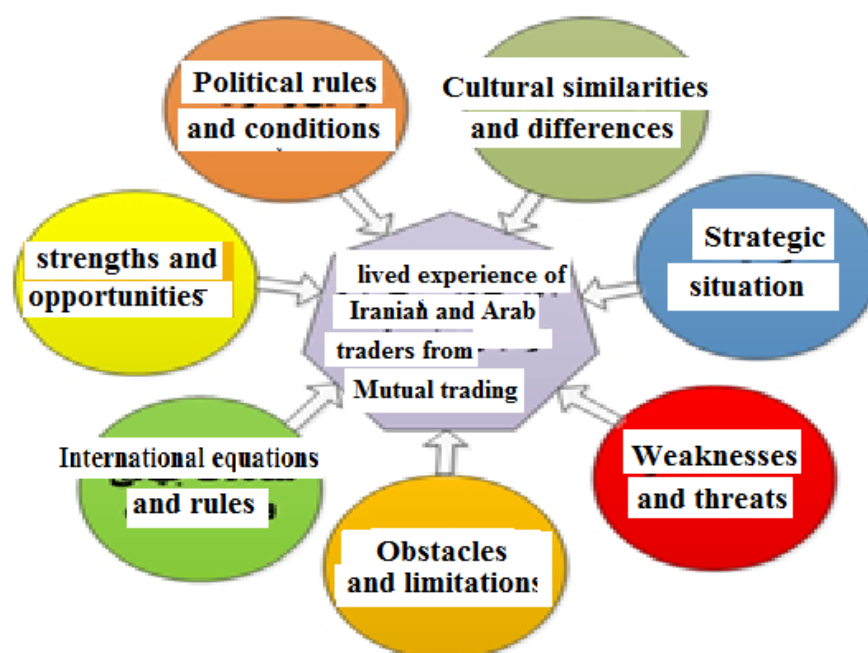 Political rules
and conditions
Cultural similarities
and differences
strengths and
opportunities
Strategic
situation
lived experience of
Iranian and Arab
traders from
Mutual trading
International equations
and rules
Weaknesses
and threats
Obstacles
and limitations